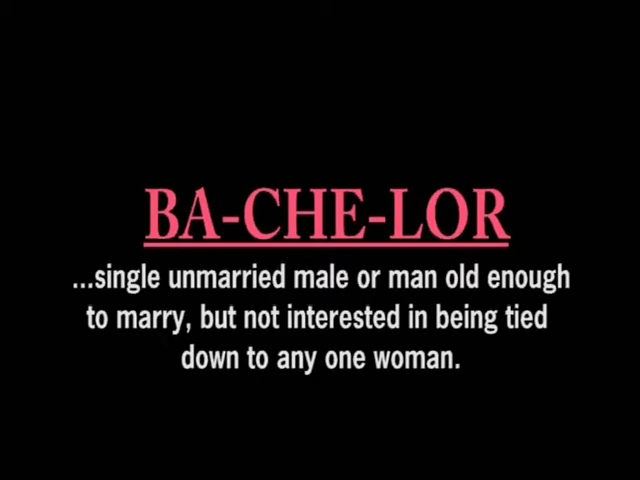 BA-CHE-LOR
...single unmarried male or man old enough
to marry, but not interested in being tied
down to any one woman.